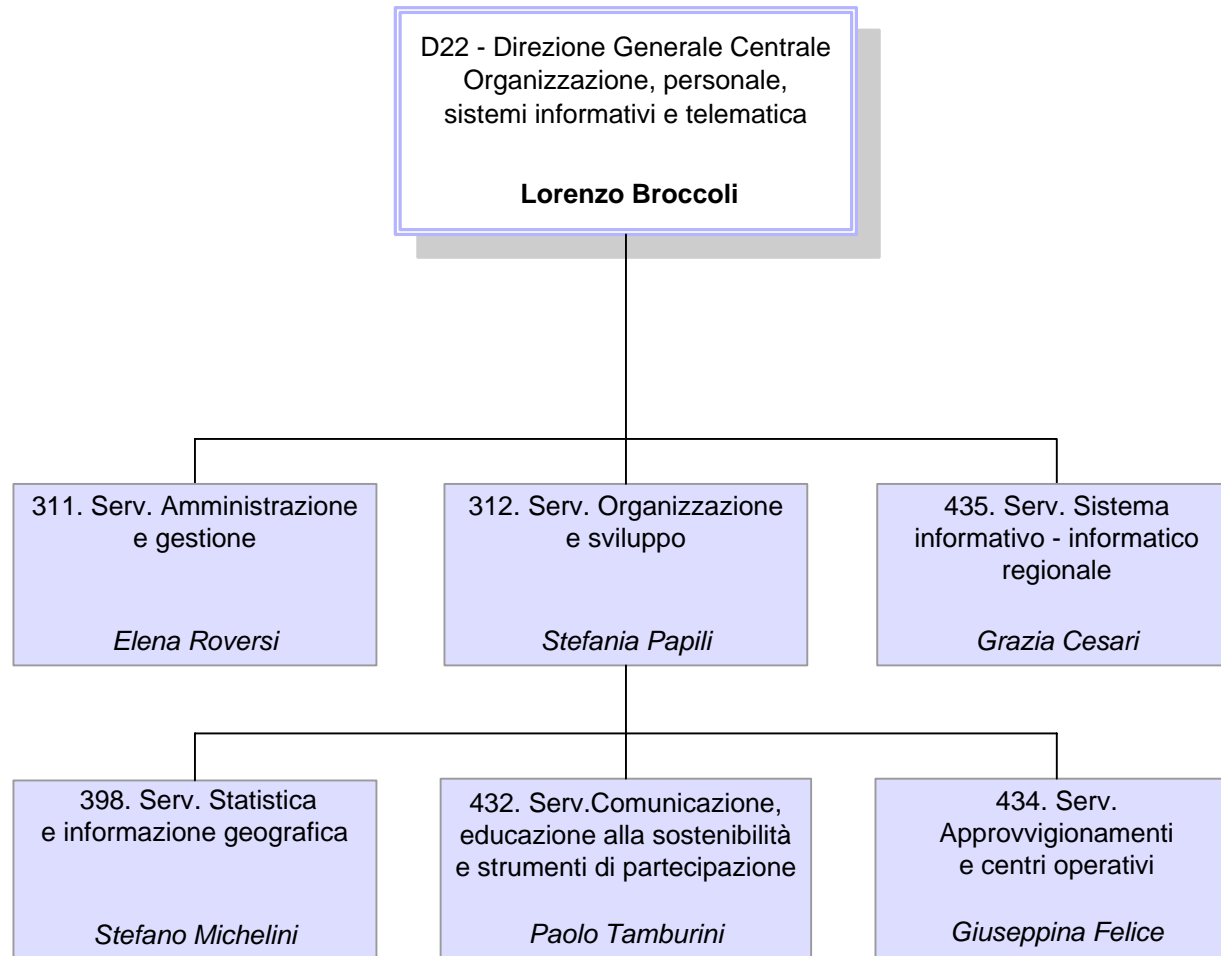 D22 - Direzione Generale Centrale
Organizzazione, personale,
sistemi informativi e telematica
Lorenzo Broccoli
311. Serv. Amministrazione
e gestione
Elena Roversi
312. Serv. Organizzazione
e sviluppo
Stefania Papili
435. Serv. Sistema
informativo - informatico
regionale
Grazia Cesari
398. Serv. Statistica
e informazione geografica
Stefano Michelini
432. Serv.Comunicazione,
educazione alla sostenibilità
e strumenti di partecipazione
Paolo Tamburini
434. Serv.
Approvvigionamenti
e centri operativi
Giuseppina Felice